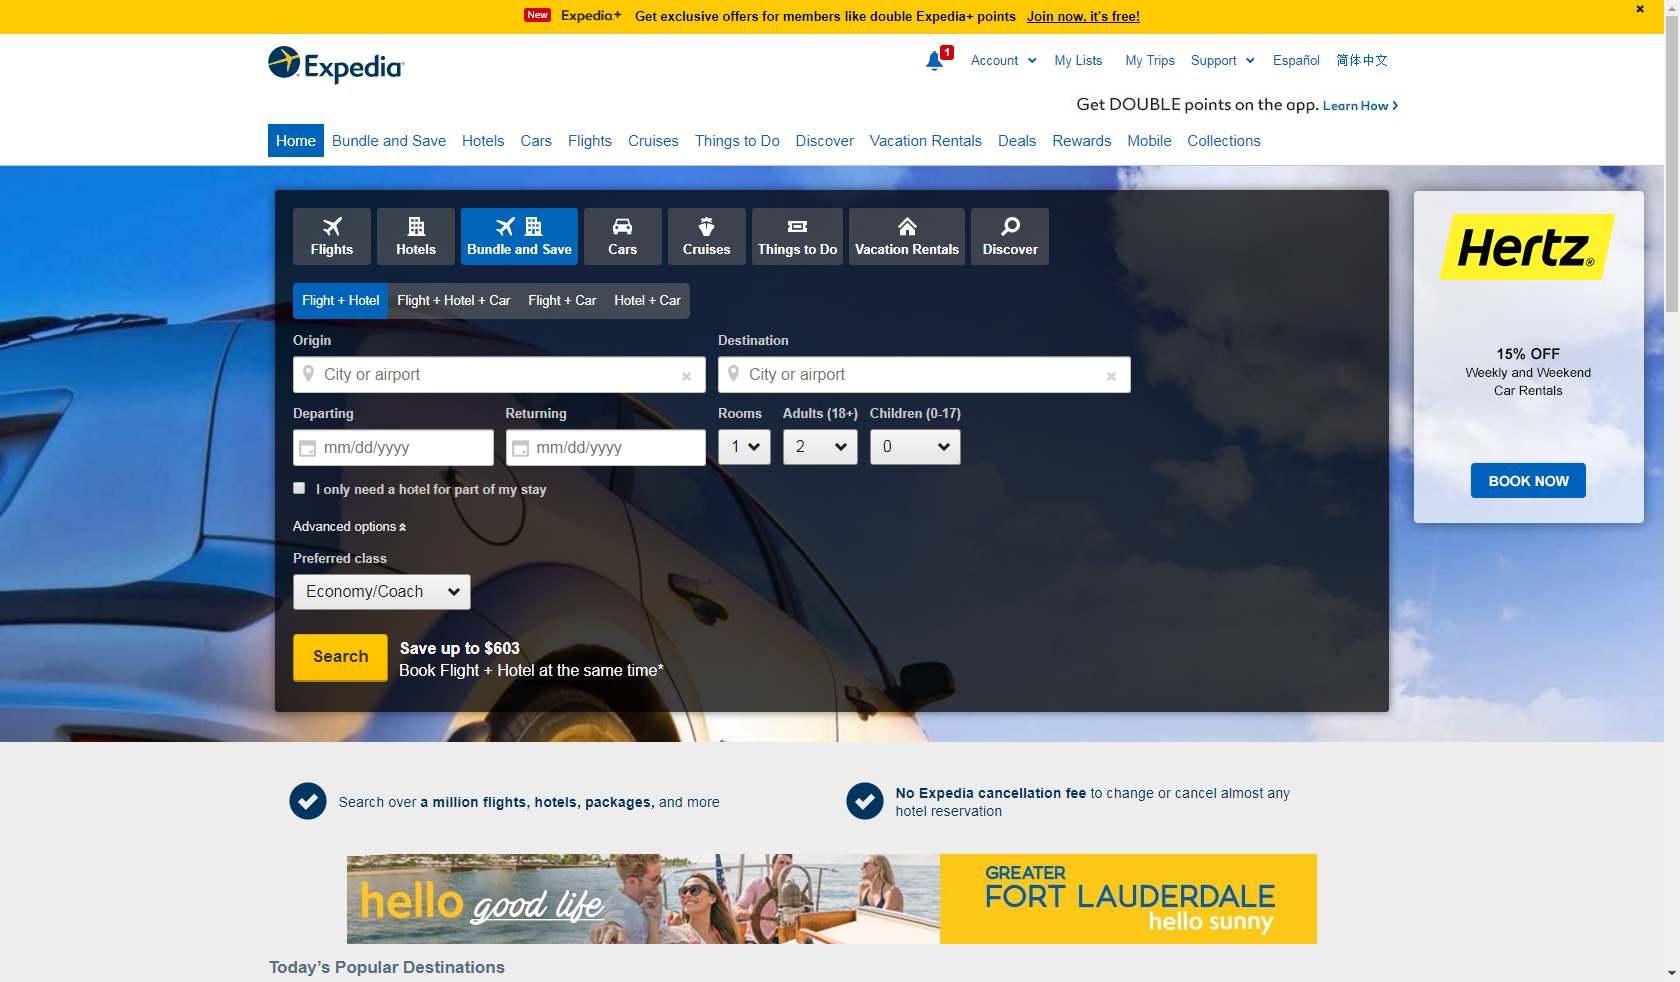 New Expedia+ Get exclusive offers for members like double Expedia+ points Join now, it's free!
Expedia
1 Account My Lists My Trips Support Español 简体中文
Get DOUBLE points on the app. Learn How
Home Bundle and Save Hotels Cars Flights Cruises Things to Do Discover Vacation Rentals Deals Rewards Mobile Collections
Flights Hotels Bundle and Save Cars Cruises Things to Do Vacation Rentals Discover
Flight + Hotel Flight + Hotel + Car Flight + Car Hotel + Car
Origin Destination
City or airport City or airport
Departing Returning Rooms Adults (18+) Children (0-17)
mm/dd/yyyy mm/dd/yyyy 1 2 0
I only need a hotel for part of my stay
Advanced options
Preferred class
Economy/Coach
Search
Save up to $603
Book Flight + Hotel at the same time*
Hertz®
15% OFF
Weekly and Weekend
Car Rentals
BOOK NOW
Search over a million flights, hotels, packages, and more
No Expedia cancellation fee to change or cancel almost any
hotel reservation
hello good life
GREATER
FORT LAUDERDALE
hello sunny
Today's Popular Destinations